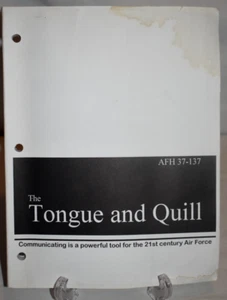 AFH 37-137
The
Tongue and Quill
Communicating is a powerful tool for the 21st century Air Force